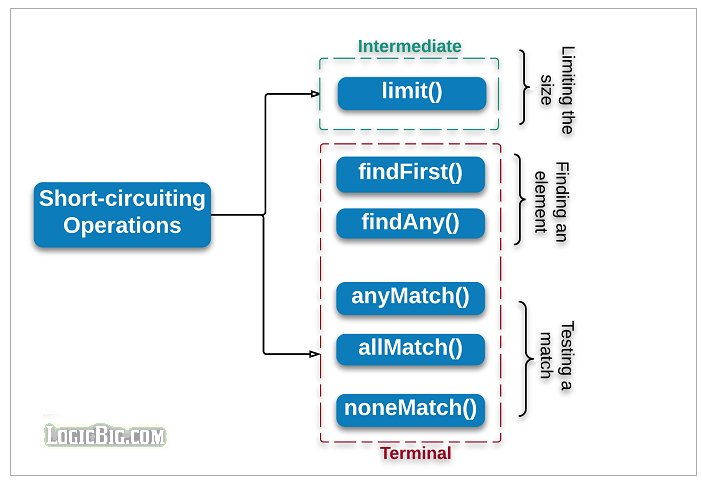 Intermediate
limit()
Limiting the
size
findFirst()
findAny()
Finding an
element
Short-circuiting
Operations
anyMatch()
allMatch()
noneMatch()
Testing a
match
Terminal
LOGICBIG.COM